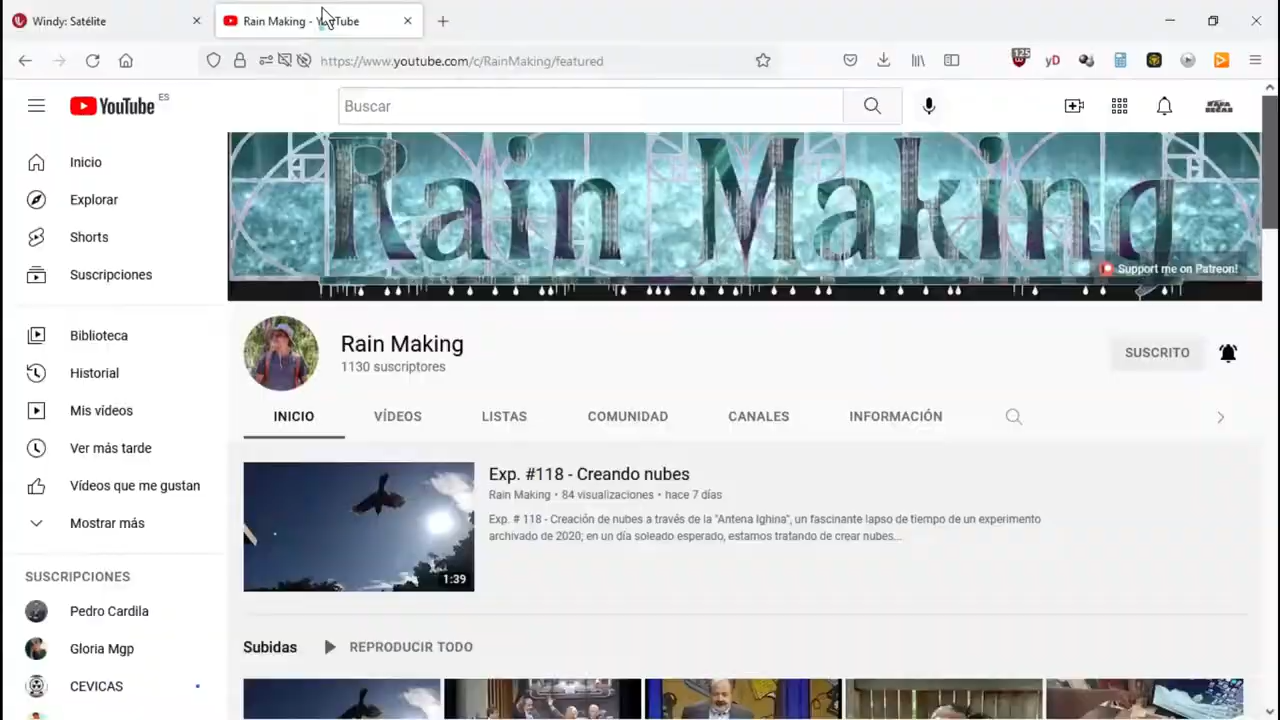 Windy: Satélite
Rain Making - YouTube
https://www.youtube.com/c/RainMaking/featured
125
yD
YouTube ES
Buscar
Inicio
Explorar
Shorts
Suscripciones
Biblioteca
Historial
Mis vídeos
Ver más tarde
Vídeos que me gustan
Mostrar más
SUSCRIPCIONES
Pedro Cardila
Gloria Mgp
CEVICAS
Rain Making
Support me on Patreon!
Rain Making
1130 suscriptores
SUSCRITO
INICIO VÍDEOS LISTAS COMUNIDAD CANALES INFORMACIÓN
1:39
Exp. #118 - Creando nubes
Rain Making • 84 visualizaciones • hace 7 días
Exp. # 118 - Creación de nubes a través de la "Antena Ighina", un fascinante lapso de tiempo de un experimento
archivado de 2020; en un día soleado esperado, estamos tratando de crear nubes...
Subidas REPRODUCIR TODO